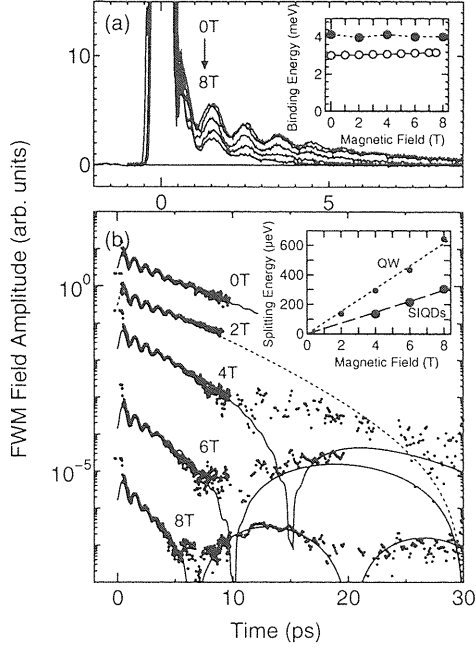 (a)
0T
8T
15
10
5
0
0
5
Binding Energy (meV)
4
2
0
0 2 4 6 8
Magnetic Field (T)
FWM Field Amplitude (arb. units)
(b)
0T
2T
4T
6T
8T
10⁰
10⁻⁵
Splitting Energy (μeV)
600
400
200
0
QW
SIQDs
0 2 4 6 8
Magnetic Field (T)
0 10 20 30
Time (ps)